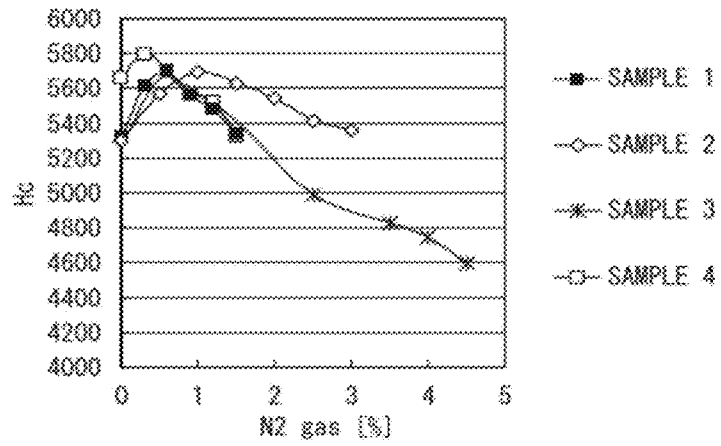 6000
5800
5600
5400
5200
5000
4800
4600
4400
4200
4000
Hc
0 1 2 3 4 5
N2 gas [%]
SAMPLE 1
SAMPLE 2
SAMPLE 3
SAMPLE 4